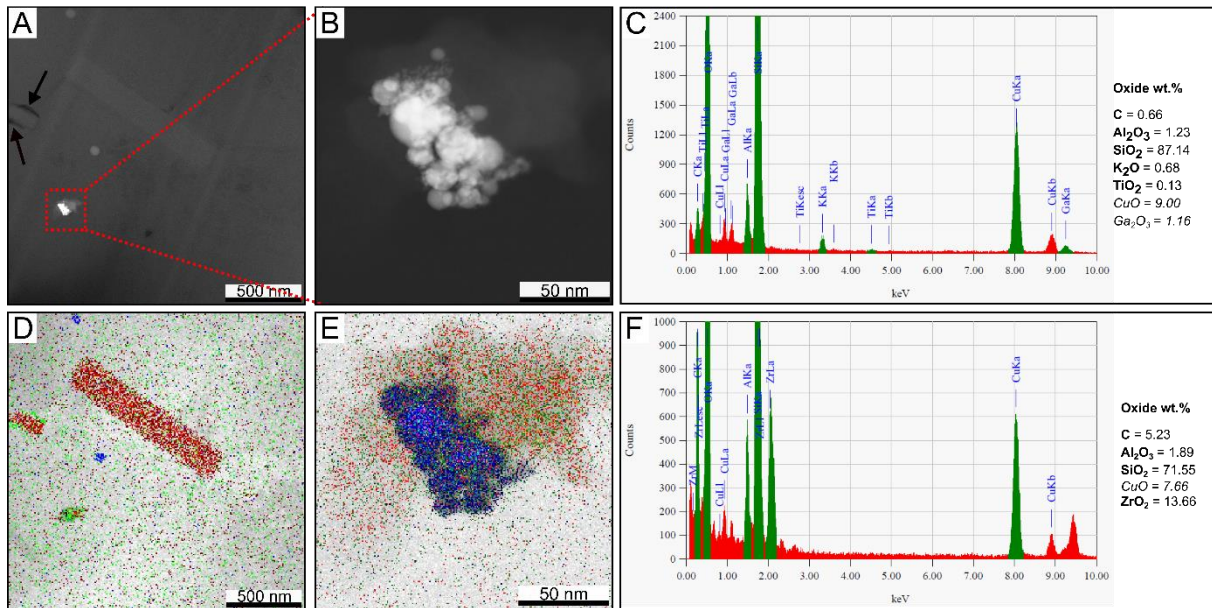 A
500 nm
B
50 nm
C
2400
1800
1500
1200
900
600
300
0
Counts
0.00 1.00 2.00 3.00 4.00 5.00 6.00 7.00 8.00 9.00 10.00
keV
CKa
TiLl
TiLa
OKa
CuLl
CuLa
GaLl
GaLa
GaLb
AlKa
SiKa
TiKesc
KKa
KKb
TiKa
TiKb
CuKa
CuKb
GaKa
Oxide wt.%
C = 0.66
Al₂O₃ = 1.23
SiO₂ = 87.14
K₂O = 0.68
TiO₂ = 0.13
CuO = 9.00
Ga₂O₃ = 1.16
D
500 nm
E
50 nm
F
1000
900
800
700
600
500
400
300
200
100
0
Counts
0.00 1.00 2.00 3.00 4.00 5.00 6.00 7.00 8.00 9.00 10.00
keV
ZrM
ZrLesc
CKa
OKa
CuLl
CuLa
AlKa
ZrLl
SiKa
ZrLa
CuKa
CuKb
Oxide wt.%
C = 5.23
Al₂O₃ = 1.89
SiO₂ = 71.55
CuO = 7.66
ZrO₂ = 13.66